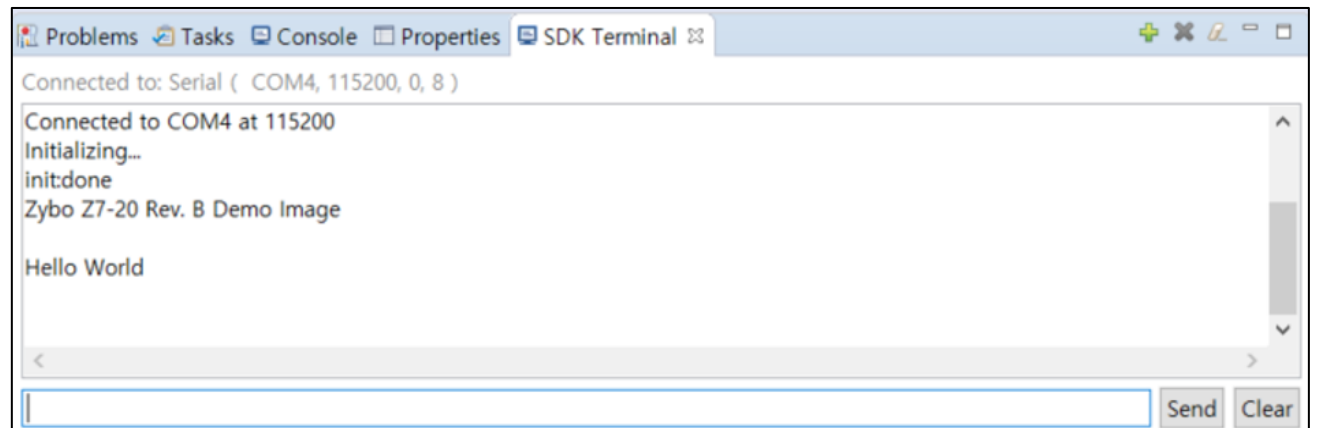 Problems Tasks Console Properties SDK Terminal
Connected to: Serial ( COM4, 115200, 0, 8 )
Connected to COM4 at 115200
Initializing...
init:done
Zybo Z7-20 Rev. B Demo Image
Hello World
Send Clear